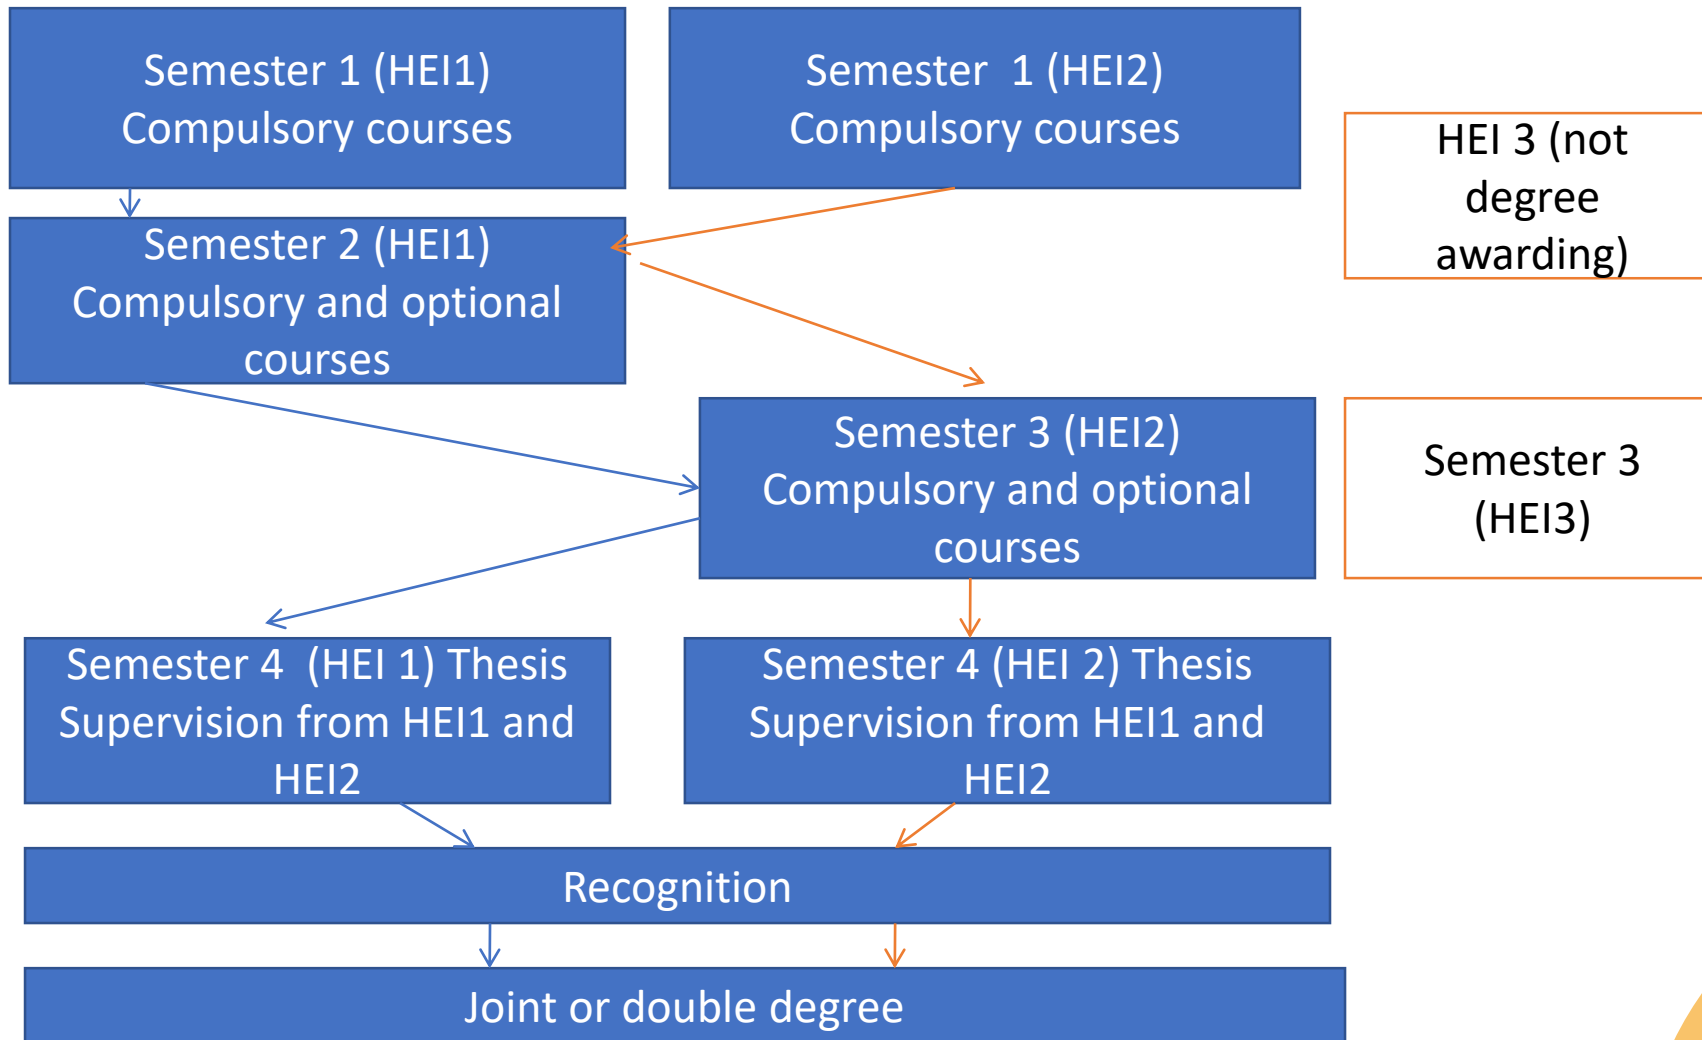 Semester 1 (HEI1)
Compulsory courses
Semester  1 (HEI2)
Compulsory courses
HEI 3 (not
degree
awarding)
Semester 2 (HEI1)
Compulsory and optional
courses
Semester 3 (HEI2)
Compulsory and optional
courses
Semester 3
(HEI3)
Semester 4  (HEI 1) Thesis
Supervision from HEI1 and
HEI2
Semester 4 (HEI 2) Thesis
Supervision from HEI1 and
HEI2
Recognition
Joint or double degree